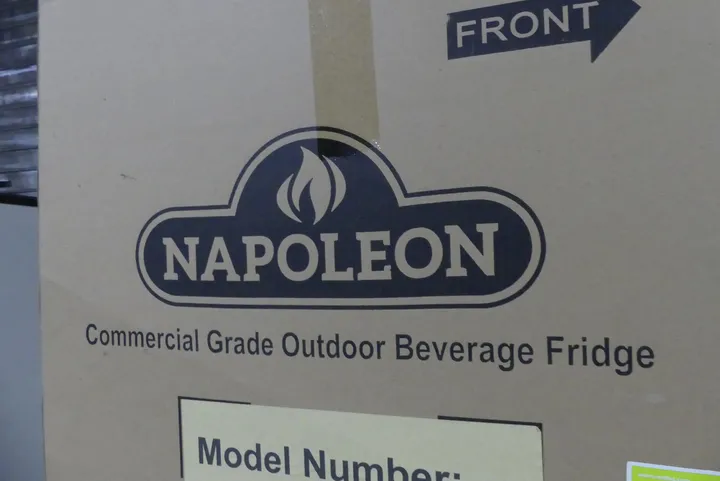 FRONT
NAPOLEON
Commercial Grade Outdoor Beverage Fridge
Model Number: